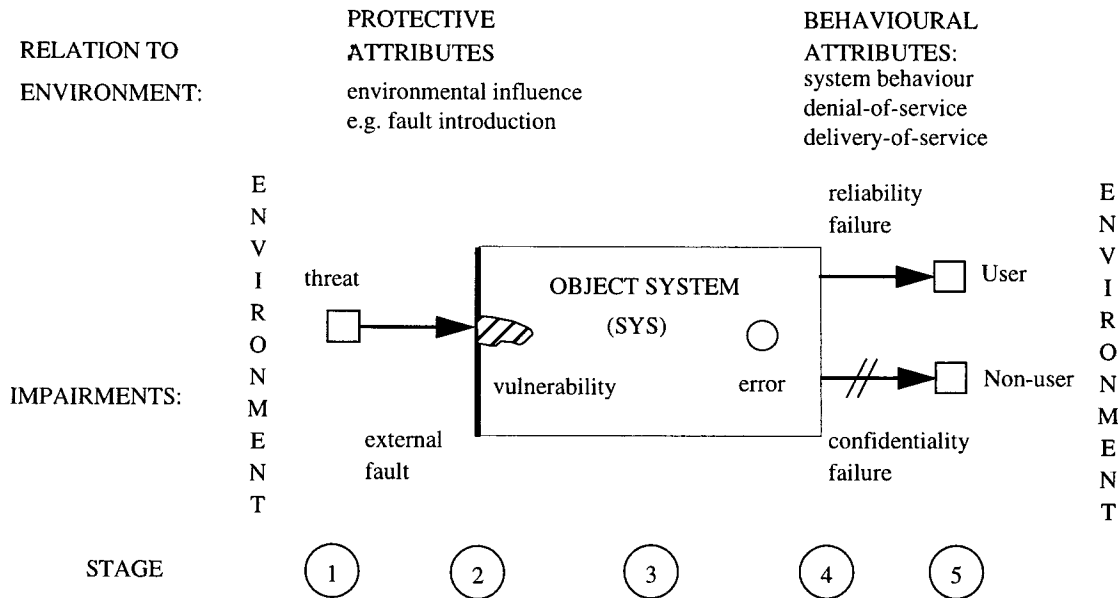 RELATION TO
ENVIRONMENT:
PROTECTIVE
ATTRIBUTES
environmental influence
e.g. fault introduction
BEHAVIOURAL
ATTRIBUTES:
system behaviour
denial-of-service
delivery-of-service
ENVIRONMENT
threat
OBJECT SYSTEM
(SYS)
vulnerability
error
external
fault
reliability
failure
User
Non-user
confidentiality
failure
ENVIRONMENT
IMPAIRMENTS:
STAGE
1 2 3 4 5